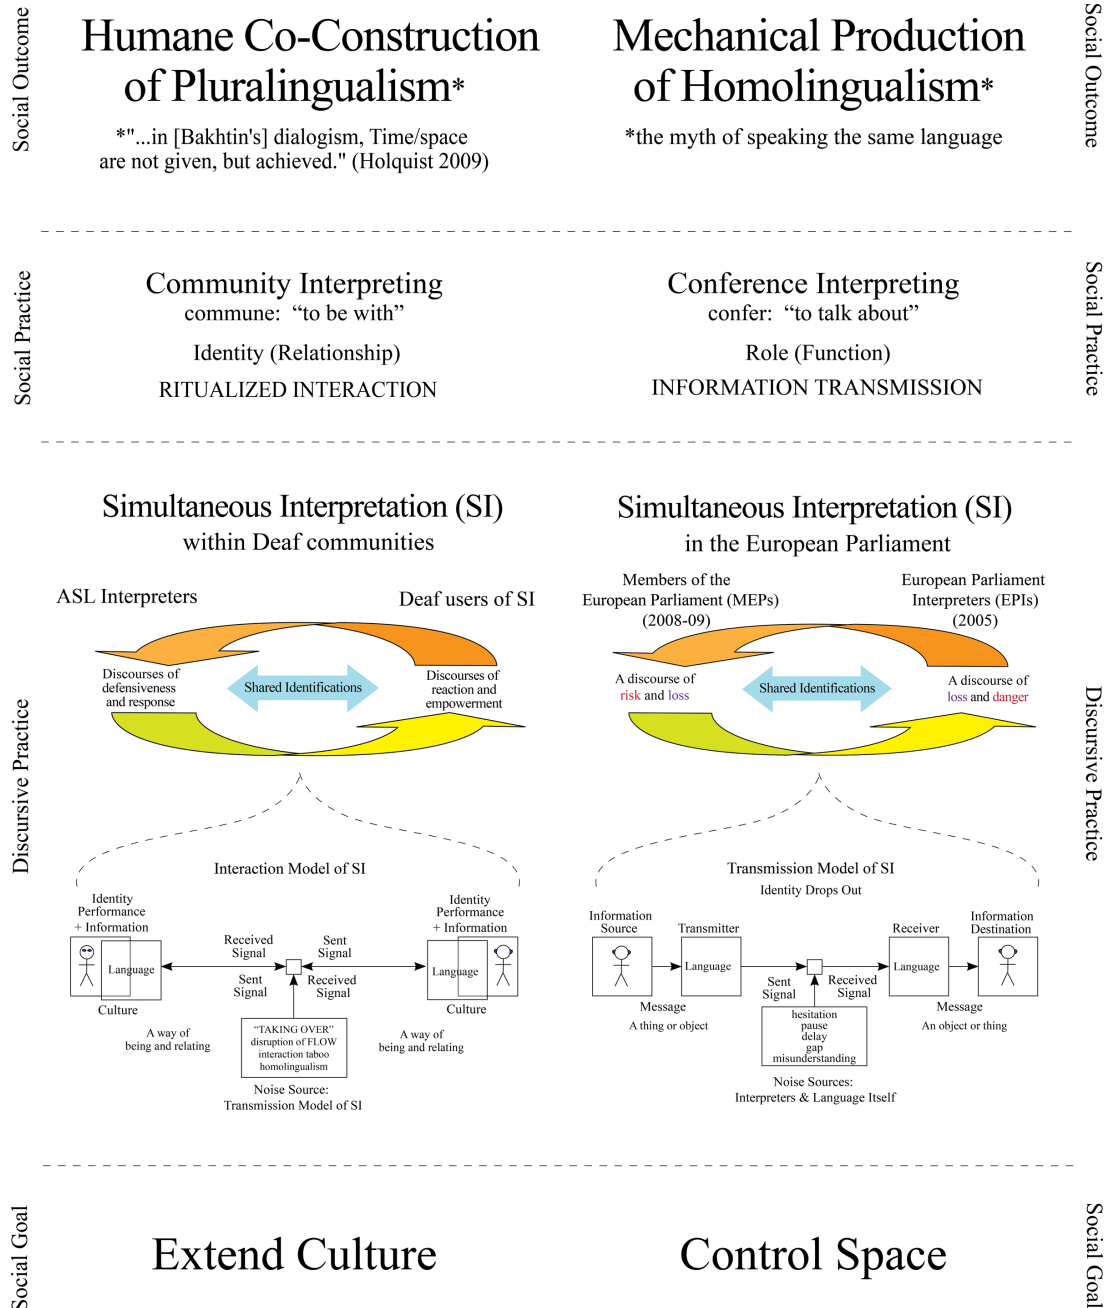 Social Outcome
Humane Co-Construction
of Pluralingualism*
*"...in [Bakhtin's] dialogism, Time/space
are not given, but achieved." (Holquist 2009)
Mechanical Production
of Homolingualism*
*the myth of speaking the same language
Social Outcome
Social Practice
Community Interpreting
commune: “to be with”
Identity (Relationship)
RITUALIZED INTERACTION
Conference Interpreting
confer: “to talk about”
Role (Function)
INFORMATION TRANSMISSION
Social Practice
Discursive Practice
Simultaneous Interpretation (SI)
within Deaf communities
ASL Interpreters
Deaf users of SI
Discourses of
defensiveness
and response
Shared Identifications
Discourses of
reaction and
empowerment
Interaction Model of SI
Identity
Performance
+ Information
Language
Culture
A way of
being and relating
Received
Signal
Sent
Signal
Sent
Signal
Received
Signal
“TAKING OVER”
disruption of FLOW
interaction taboo
homolingualism
Noise Source:
Transmission Model of SI
Identity
Performance
+ Information
Language
Culture
A way of
being and relating
Simultaneous Interpretation (SI)
in the European Parliament
Members of the
European Parliament (MEPs)
(2008-09)
European Parliament
Interpreters (EPIs)
(2005)
A discourse of
risk and loss
Shared Identifications
A discourse of
loss and danger
Transmission Model of SI
Identity Drops Out
Information
Source
Transmitter
Language
Message
A thing or object
Sent
Signal
Received
Signal
hesitation
pause
delay
gap
misunderstanding
Noise Sources:
Interpreters & Language Itself
Receiver
Language
Information
Destination
Message
An object or thing
Discursive Practice
Social Goal
Extend Culture
Control Space
Social Goal